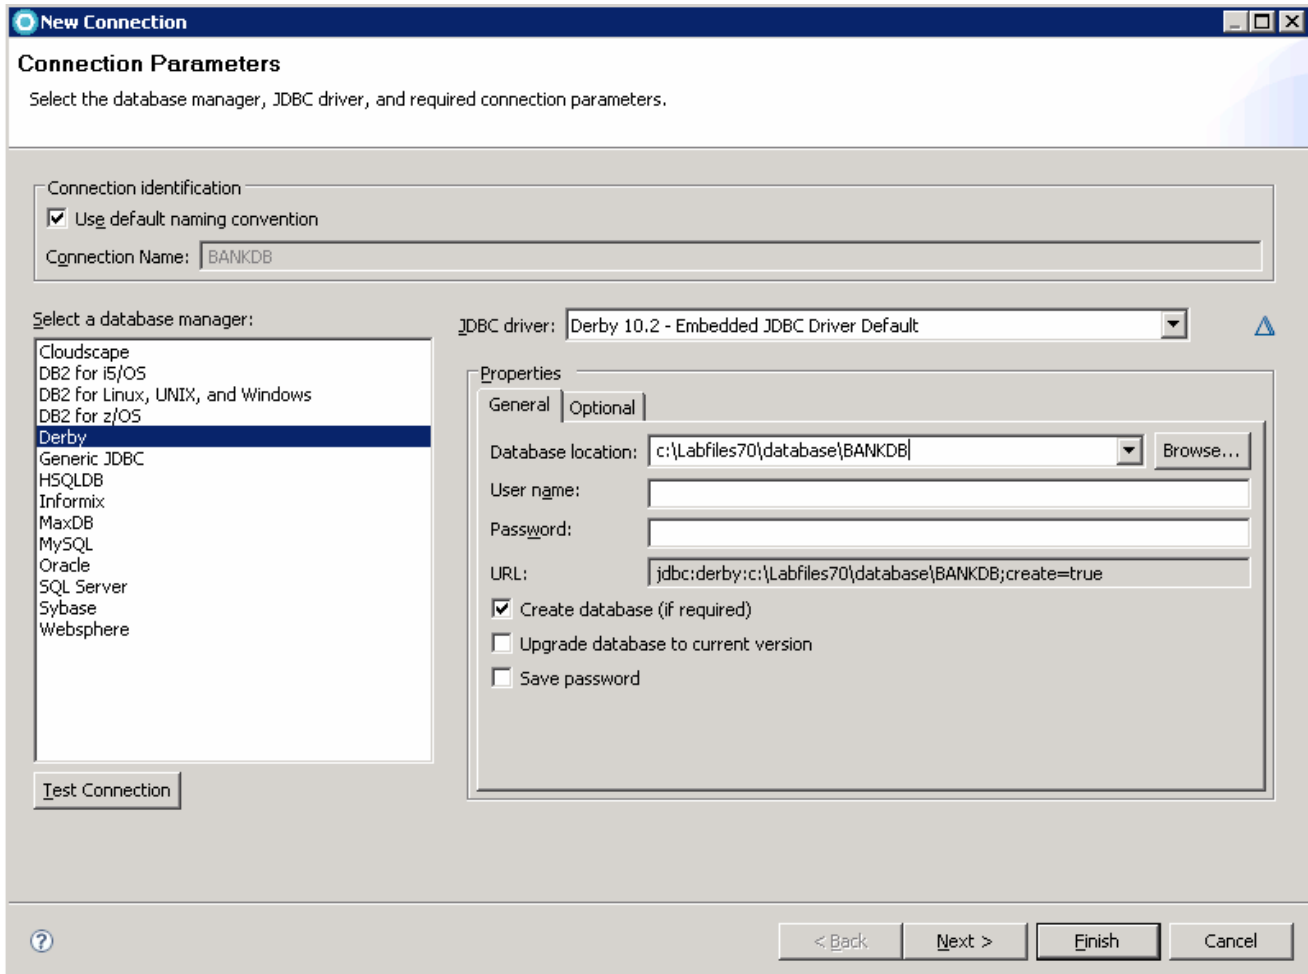 New Connection
Connection Parameters
Select the database manager, JDBC driver, and required connection parameters.
Connection identification
Use default naming convention
Connection Name: BANKDB
Select a database manager:
Cloudscape
DB2 for i5/OS
DB2 for Linux, UNIX, and Windows
DB2 for z/OS
Derby
Generic JDBC
HSQLDB
Informix
MaxDB
MySQL
Oracle
SQL Server
Sybase
Websphere
Test Connection
JDBC driver: Derby 10.2 - Embedded JDBC Driver Default
Properties
General Optional
Database location: c:\Labfiles70\database\BANKDB Browse...
User name:
Password:
URL: jdbc:derby:c:\Labfiles70\database\BANKDB;create=true
Create database (if required)
Upgrade database to current version
Save password
? < Back Next > Finish Cancel